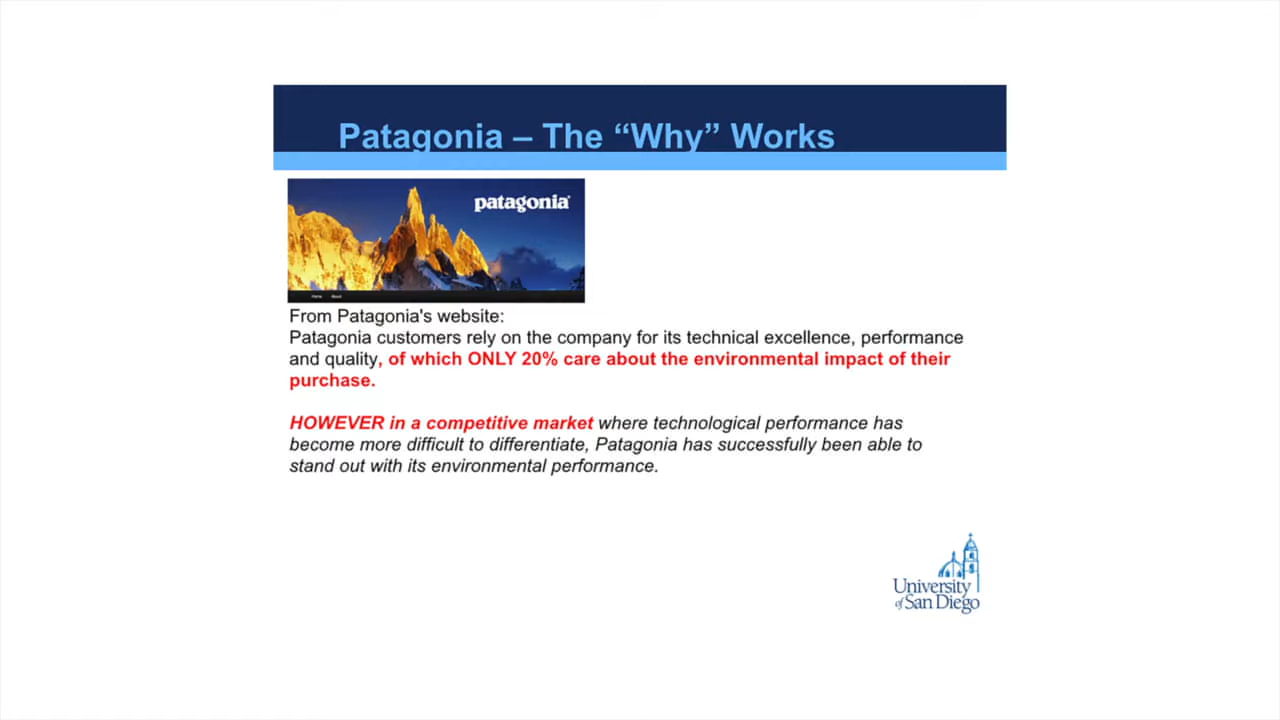 Patagonia – The “Why” Works
patagonia®
Home About
From Patagonia's website:
Patagonia customers rely on the company for its technical excellence, performance
and quality, of which ONLY 20% care about the environmental impact of their
purchase.
HOWEVER in a competitive market where technological performance has
become more difficult to differentiate, Patagonia has successfully been able to
stand out with its environmental performance.
University
of San Diego